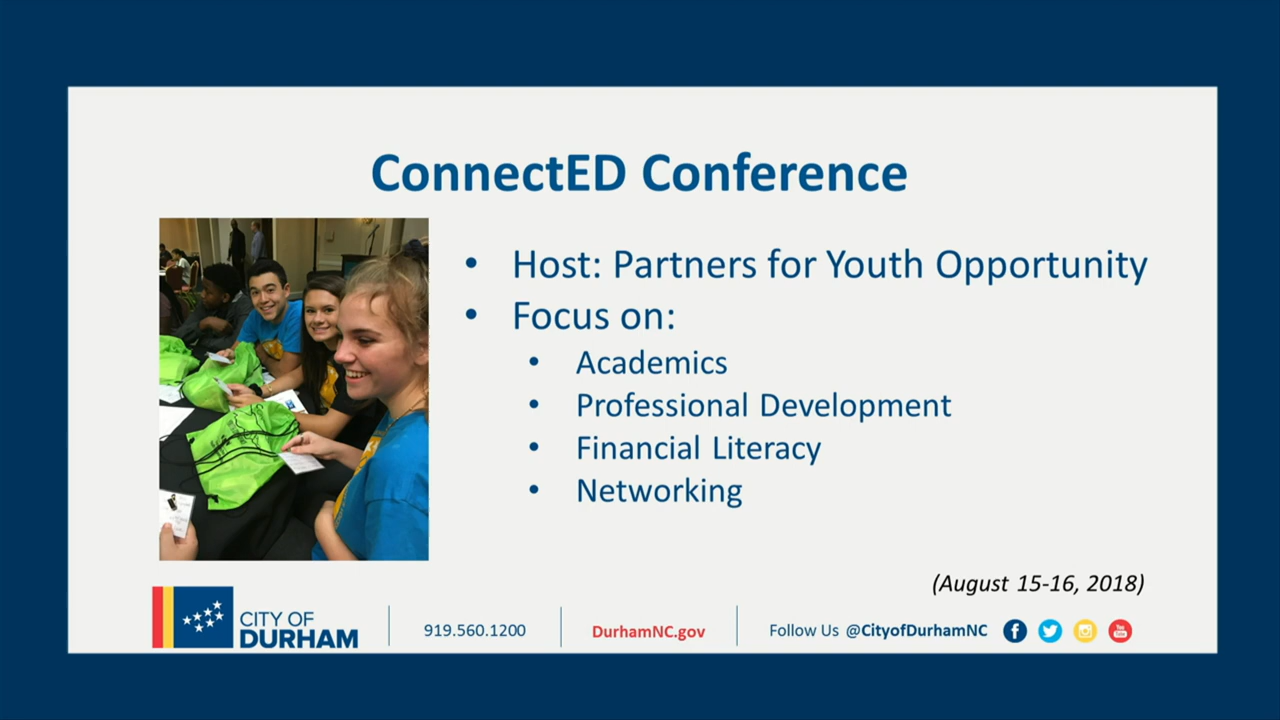 ConnectED Conference
• Host: Partners for Youth Opportunity
• Focus on:
• Academics
• Professional Development
• Financial Literacy
• Networking
(August 15-16, 2018)
CITY OF
DURHAM
919.560.1200
DurhamNC.gov
Follow Us @CityofDurhamNC